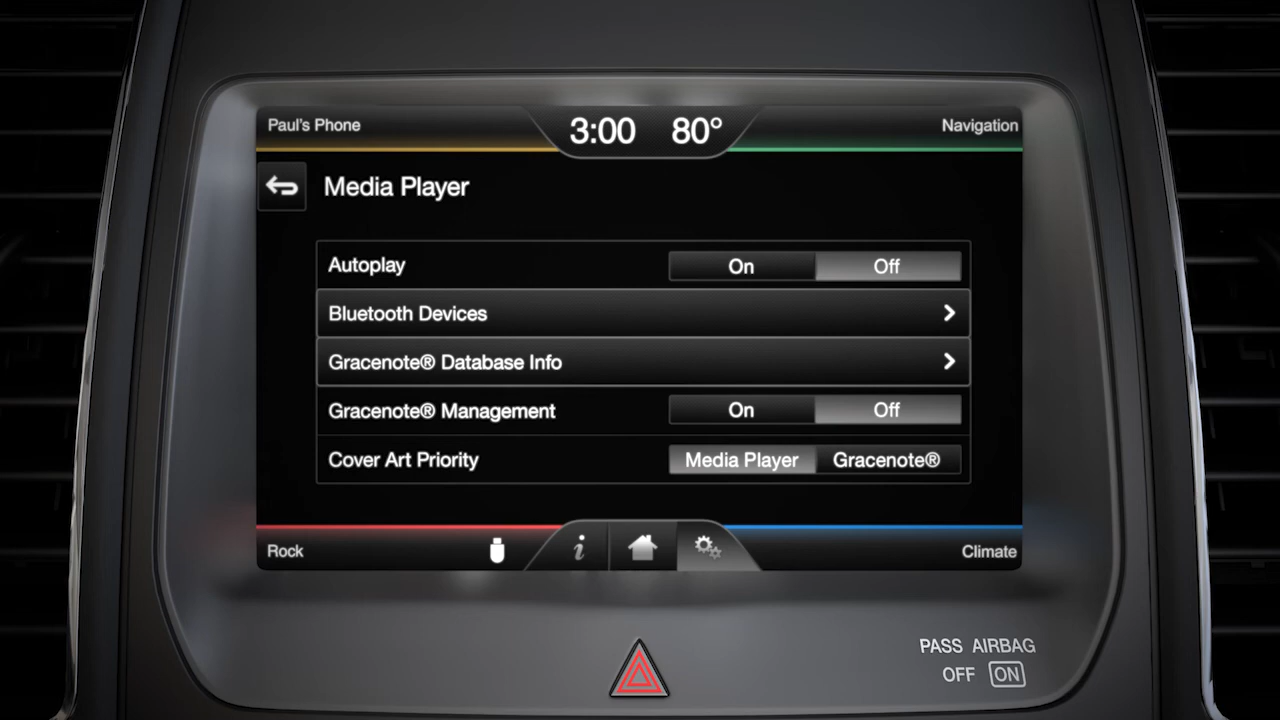 Paul's Phone 3:00 80° Navigation
Media Player
Autoplay On Off
Bluetooth Devices
Gracenote® Database Info
Gracenote® Management On Off
Cover Art Priority Media Player Gracenote®
Rock i Climate
PASS AIRBAG
OFF ON